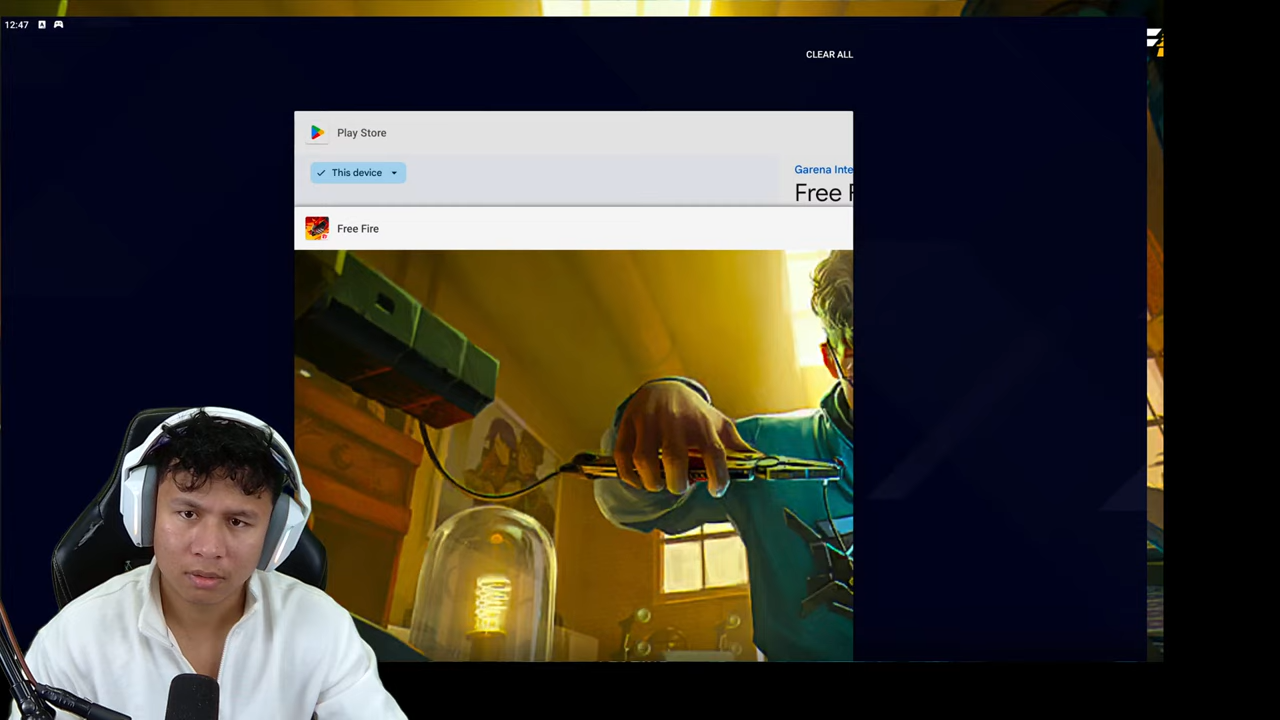 12:47
CLEAR ALL
Play Store
This device
Garena Inte
Free F
Free Fire